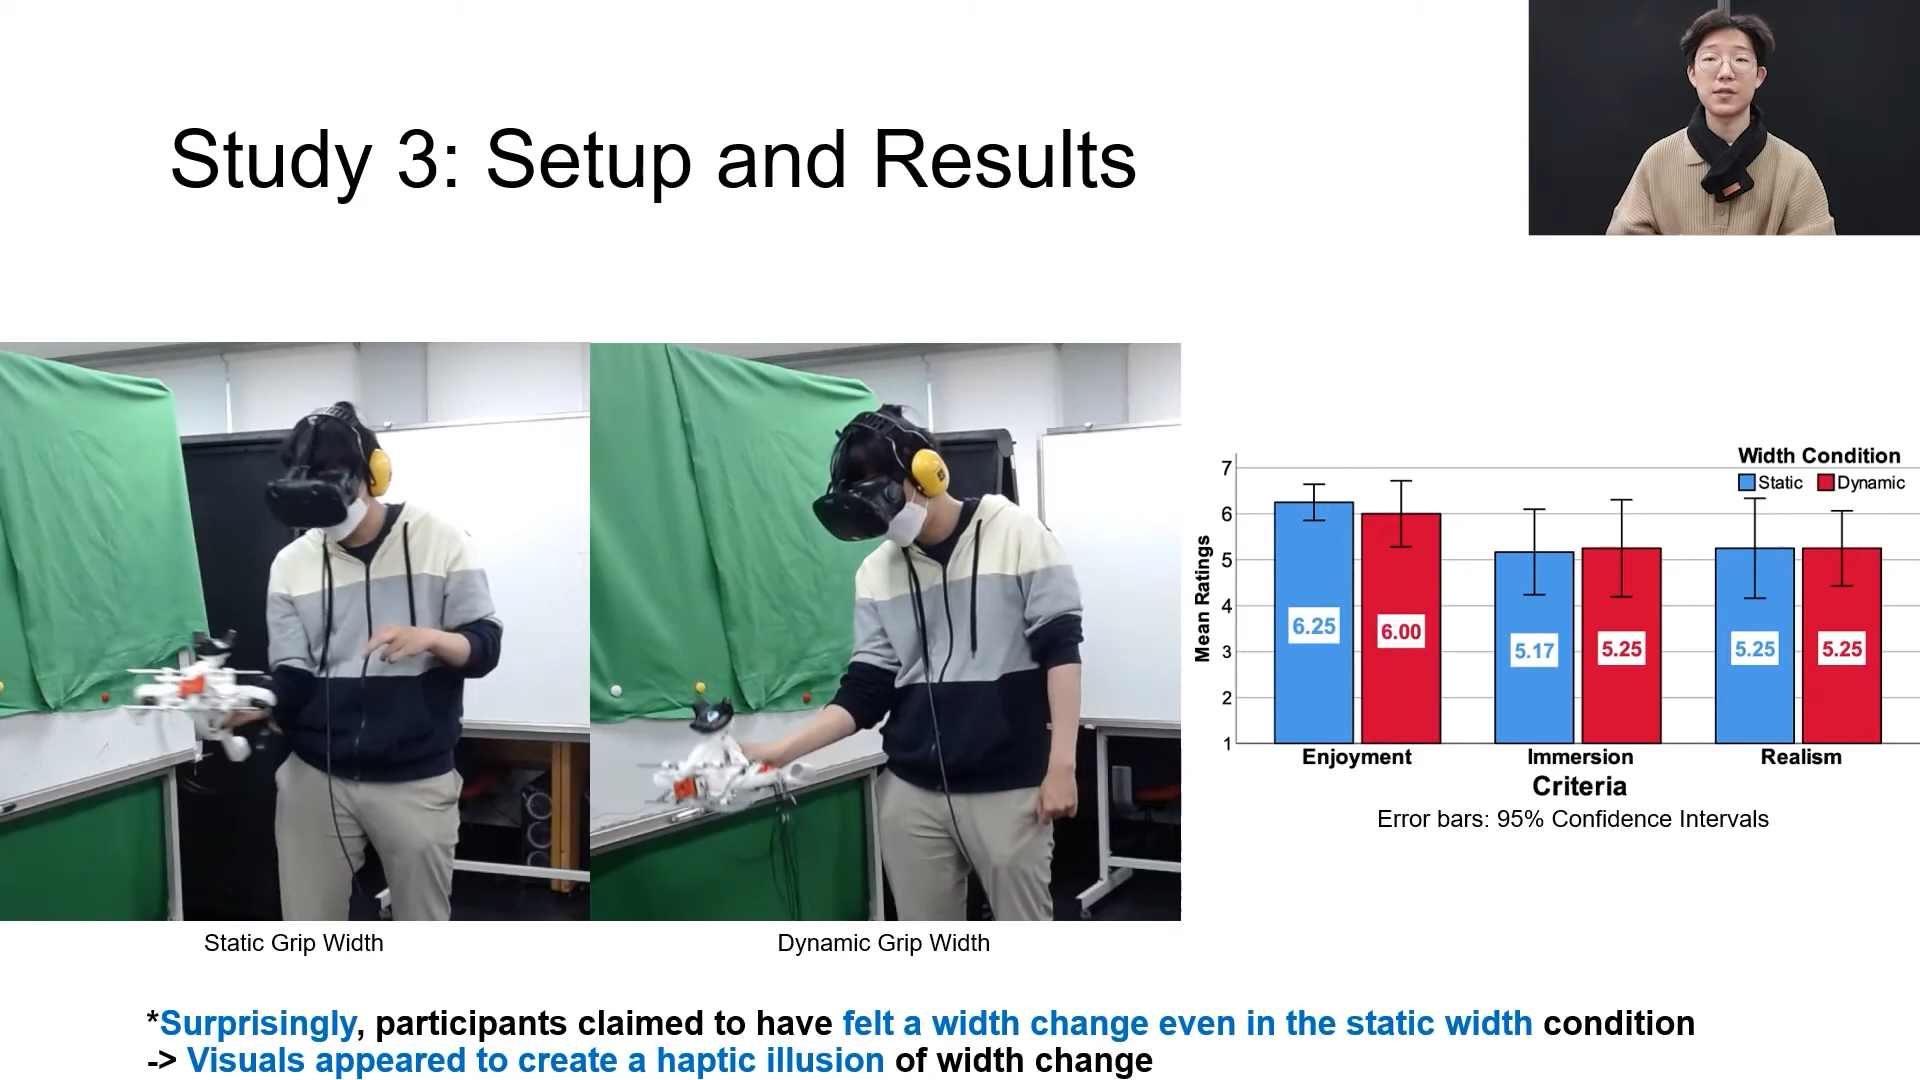 Study 3: Setup and Results
Static Grip Width
Dynamic Grip Width
Width Condition
Static Dynamic
Mean Ratings
7
6
5
4
3
2
1
6.25
6.00
5.17
5.25
5.25
5.25
Enjoyment
Immersion
Realism
Criteria
Error bars: 95% Confidence Intervals
*Surprisingly, participants claimed to have felt a width change even in the static width condition
-> Visuals appeared to create a haptic illusion of width change